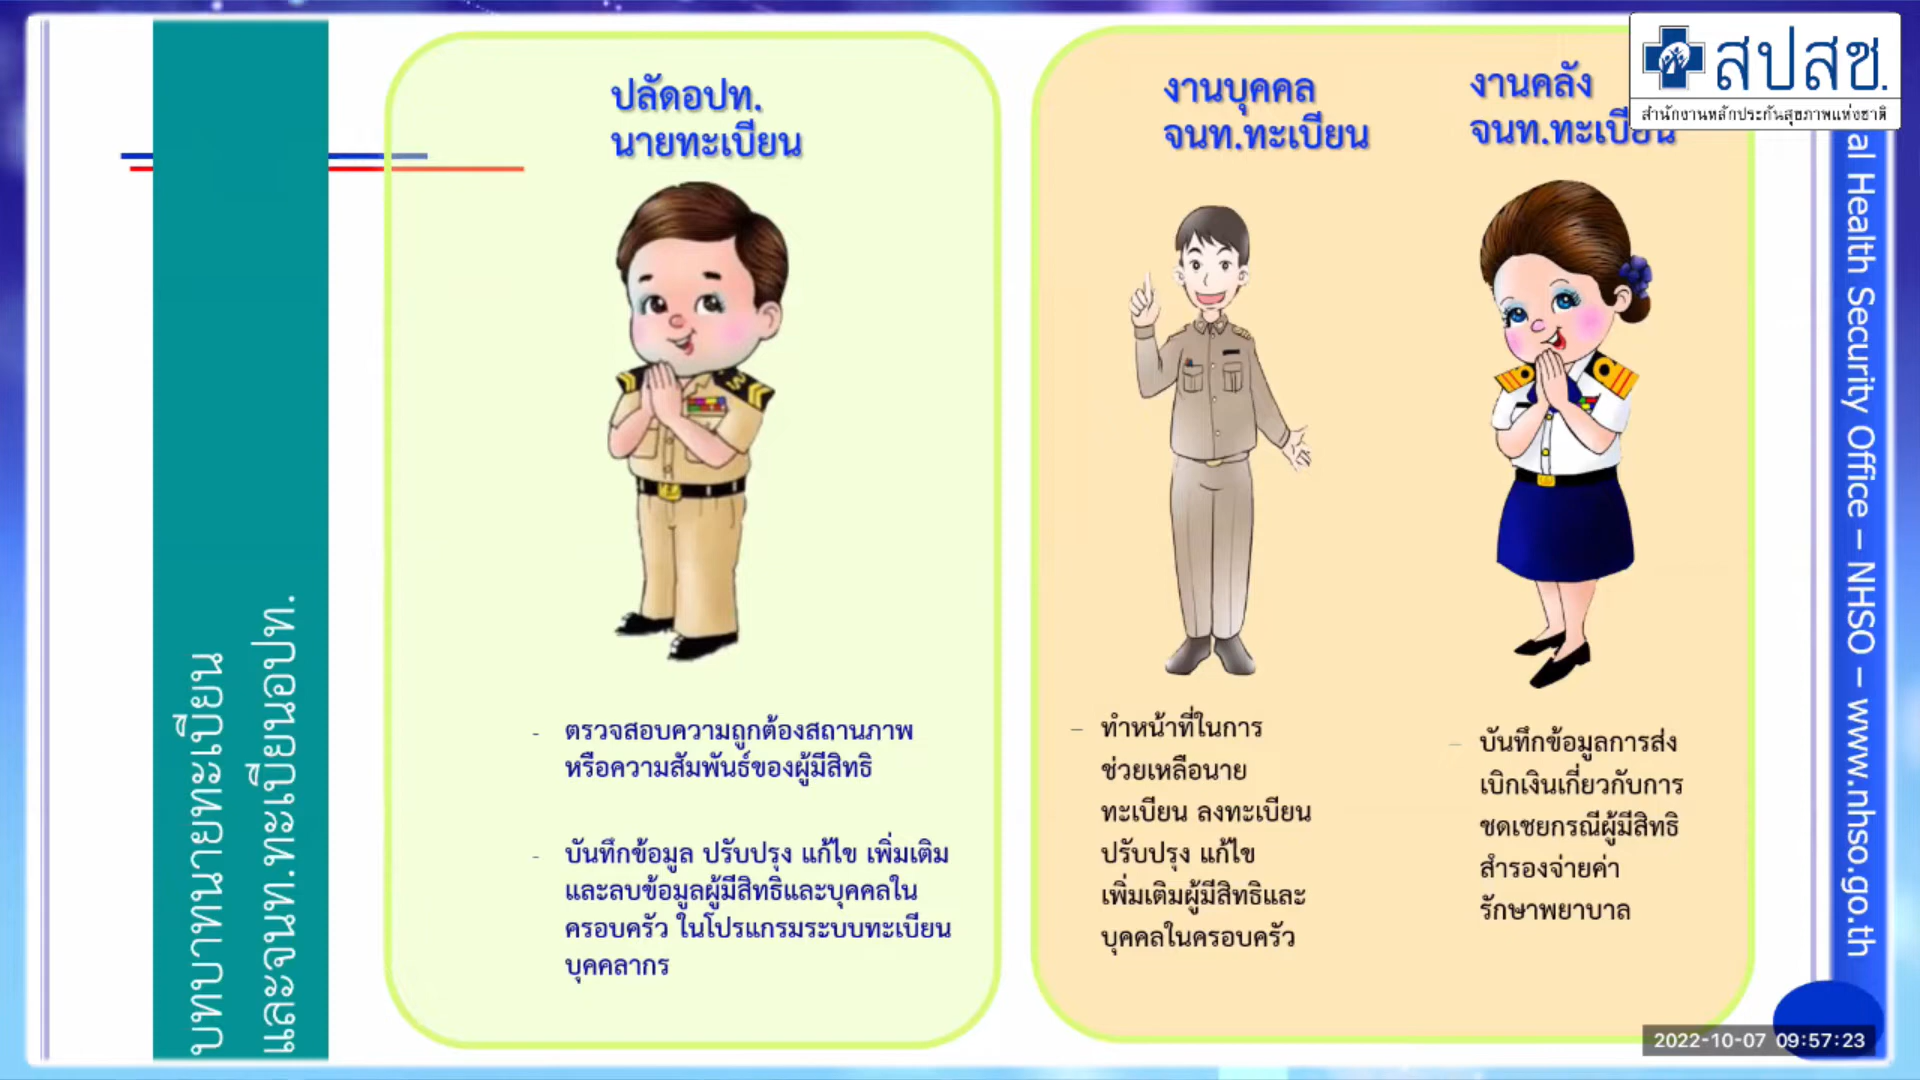 บทบาทนายทะเบียน
และจนท.ทะเบียนอปท.
ปลัดอปท.
นายทะเบียน
- ตรวจสอบความถูกต้องสถานภาพ
หรือความสัมพันธ์ของผู้มีสิทธิ
- บันทึกข้อมูล ปรับปรุง แก้ไข เพิ่มเติม
และลบข้อมูลผู้มีสิทธิและบุคคลใน
ครอบครัว ในโปรแกรมระบบทะเบียน
บุคคลากร
งานบุคคล
จนท.ทะเบียน
– ทำหน้าที่ในการ
ช่วยเหลือนาย
ทะเบียน ลงทะเบียน
ปรับปรุง แก้ไข
เพิ่มเติมผู้มีสิทธิและ
บุคคลในครอบครัว
งานคลัง
จนท.ทะเบียน
– บันทึกข้อมูลการส่ง
เบิกเงินเกี่ยวกับการ
ชดเชยกรณีผู้มีสิทธิ
สำรองจ่ายค่า
รักษาพยาบาล
สปสช.
สำนักงานหลักประกันสุขภาพแห่งชาติ
al Health Security Office – NHSO – www.nhso.go.th
2022-10-07 09:57:23